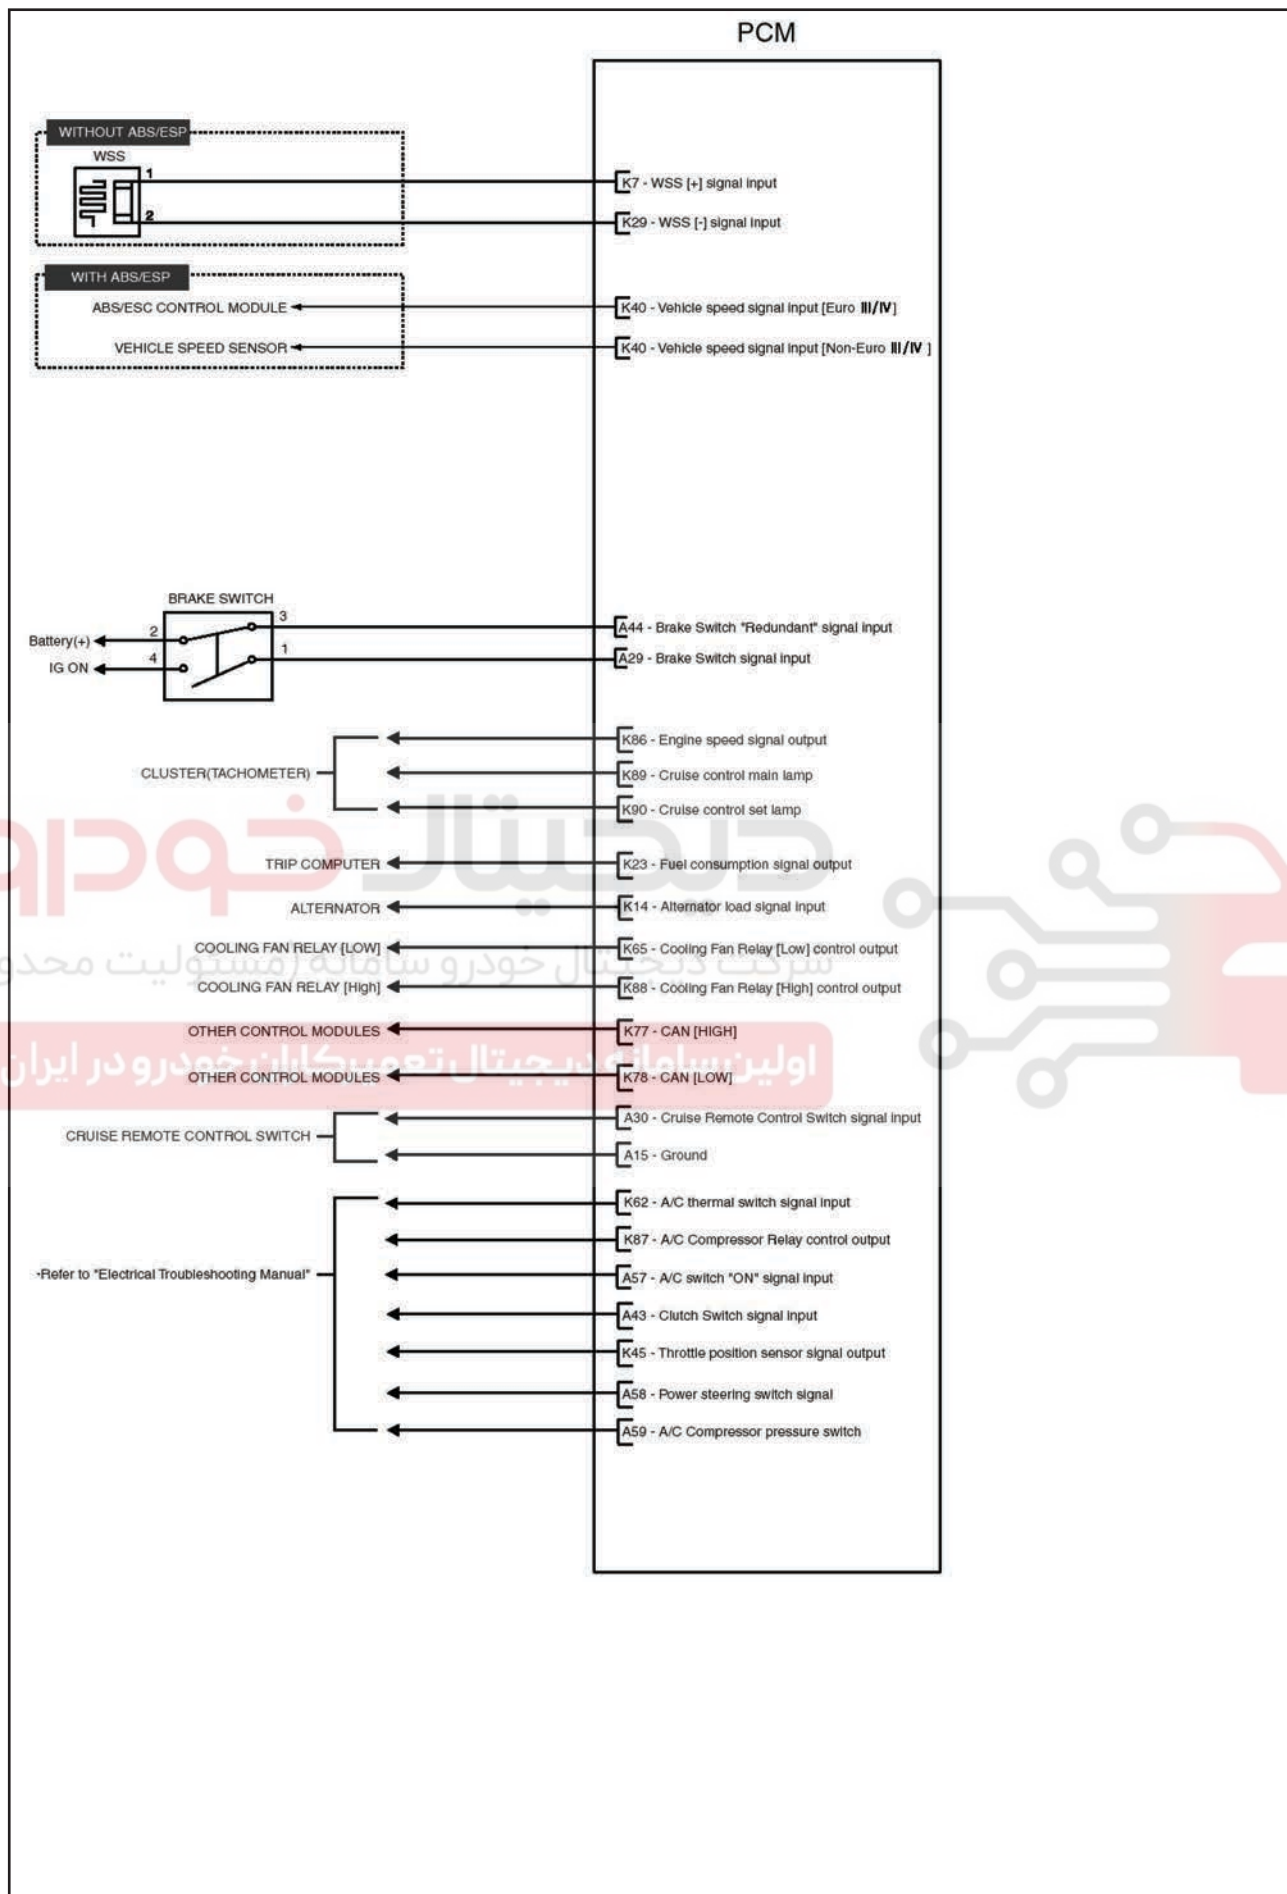 PCM
WITHOUT ABS/ESP
WSS
1
K7 - WSS [+] signal input
2
K29 - WSS [-] signal input
WITH ABS/ESP
ABS/ESC CONTROL MODULE
K40 - Vehicle speed signal input [Euro III/IV]
VEHICLE SPEED SENSOR
K40 - Vehicle speed signal input [Non-Euro III/IV ]
BRAKE SWITCH
Battery(+)
2
3
A44 - Brake Switch "Redundant" signal input
IG ON
4
1
A29 - Brake Switch signal input
K86 - Engine speed signal output
CLUSTER(TACHOMETER)
K89 - Cruise control main lamp
K90 - Cruise control set lamp
دیجیتال خودرو
TRIP COMPUTER
K23 - Fuel consumption signal output
ALTERNATOR
K14 - Alternator load signal input
COOLING FAN RELAY [LOW]
K65 - Cooling Fan Relay [Low] control output
شرکت دیجیتال خودرو سامانه (مسئولیت محدو
COOLING FAN RELAY [High]
K88 - Cooling Fan Relay [High] control output
OTHER CONTROL MODULES
K77 - CAN [HIGH]
اولین سامانه دیجیتال تعمیرکاران خودرو در ایران
OTHER CONTROL MODULES
K78 - CAN [LOW]
CRUISE REMOTE CONTROL SWITCH
A30 - Cruise Remote Control Switch signal input
A15 - Ground
K62 - A/C thermal switch signal input
K87 - A/C Compressor Relay control output
·Refer to "Electrical Troubleshooting Manual"
A57 - A/C switch "ON" signal input
A43 - Clutch Switch signal input
K45 - Throttle position sensor signal output
A58 - Power steering switch signal
A59 - A/C Compressor pressure switch